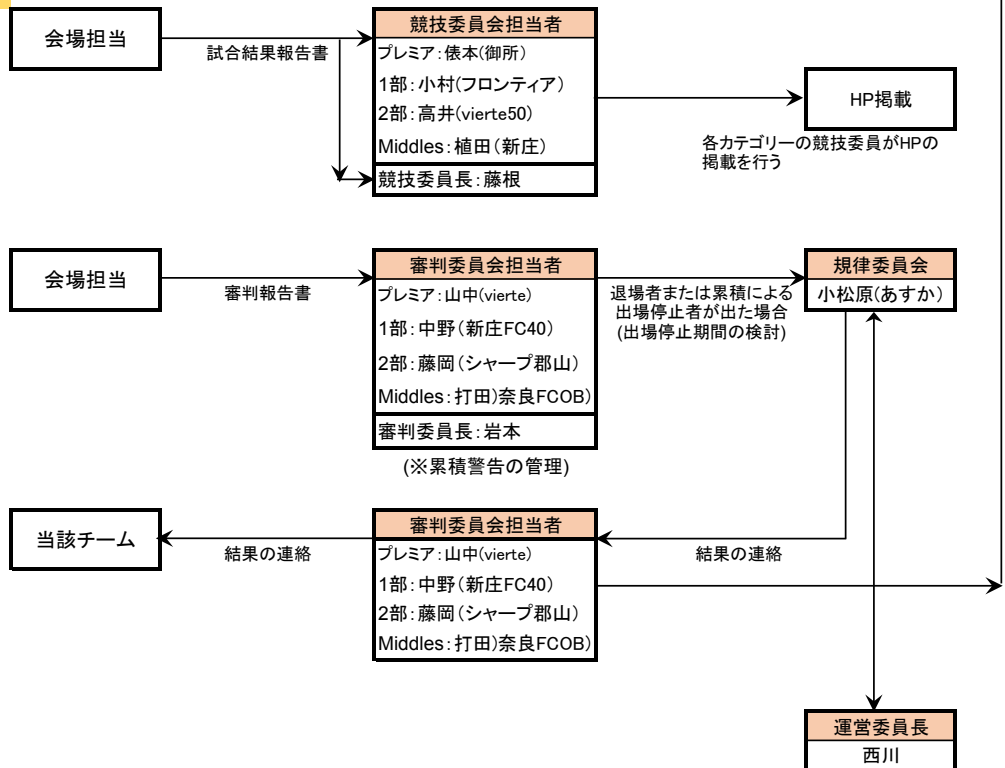 会場担当
試合結果報告書
競技委員会担当者
プレミア:俵本(御所)
1部:小村(フロンティア)
2部:高井(vierte50)
Middles:植田(新庄)
競技委員長:藤根
HP掲載
各カテゴリーの競技委員がHPの
掲載を行う
会場担当
審判報告書
審判委員会担当者
プレミア:山中(vierte)
1部:中野(新庄FC40)
2部:藤岡(シャープ郡山)
Middles:打田)奈良FCOB)
審判委員長:岩本
(※累積警告の管理)
退場者または累積による
出場停止者が出た場合
(出場停止期間の検討)
規律委員会
小松原(あすか)
当該チーム
結果の連絡
審判委員会担当者
プレミア:山中(vierte)
1部:中野(新庄FC40)
2部:藤岡(シャープ郡山)
Middles:打田)奈良FCOB)
結果の連絡
運営委員長
西川